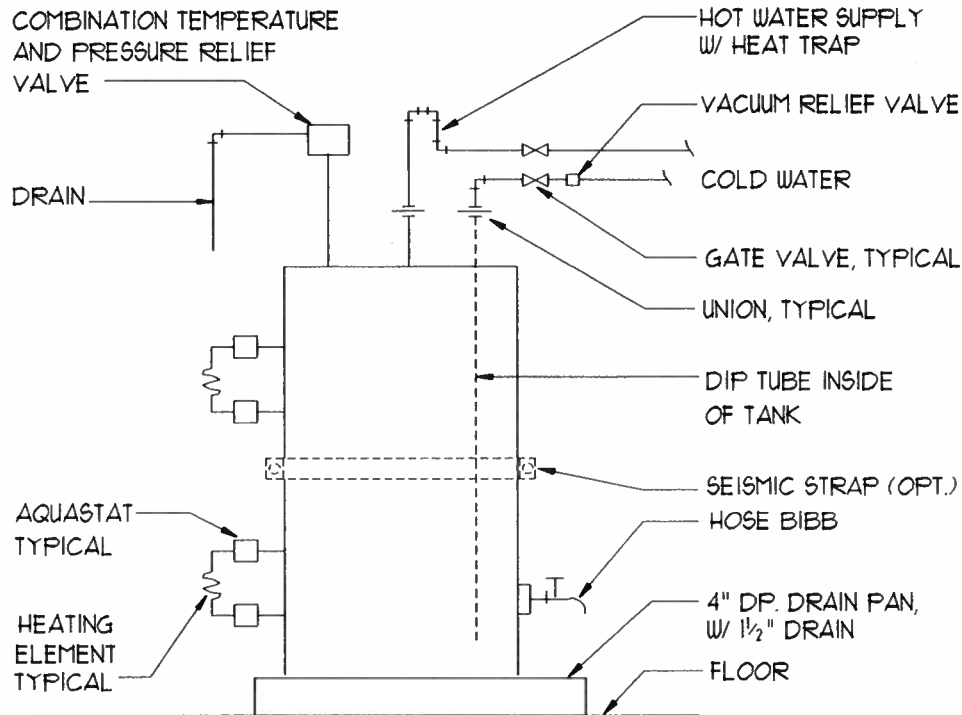 COMBINATION TEMPERATURE
AND PRESSURE RELIEF
VALVE
DRAIN
HOT WATER SUPPLY
W/ HEAT TRAP
VACUUM RELIEF VALVE
COLD WATER
GATE VALVE, TYPICAL
UNION, TYPICAL
DIP TUBE INSIDE
OF TANK
SEISMIC STRAP (OPT.)
HOSE BIBB
AQUASTAT
TYPICAL
HEATING
ELEMENT
TYPICAL
4" DP. DRAIN PAN,
W/ 1½" DRAIN
FLOOR